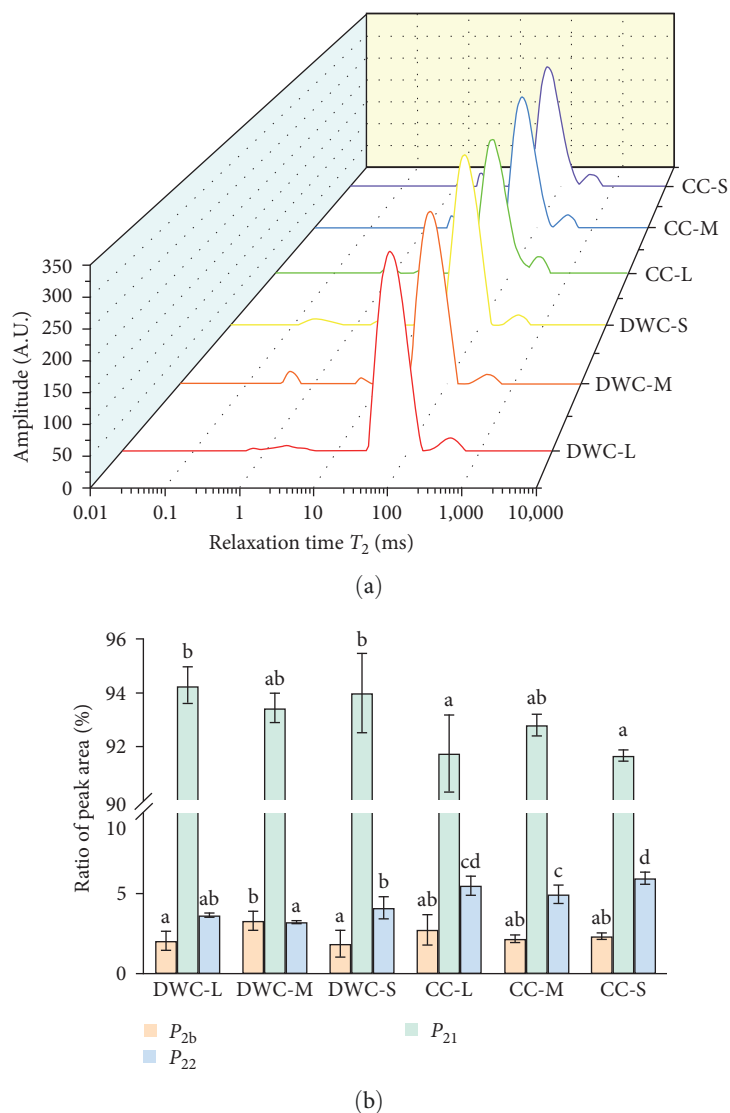 350
300
250
200
150
100
50
0
Amplitude (A.U.)
0.01 0.1 1 10 100 1,000 10,000
Relaxation time T2 (ms)
CC-S
CC-M
CC-L
DWC-S
DWC-M
DWC-L
(a)
96
94
92
90
10
5
0
Ratio of peak area (%)
b ab b a ab a
a ab b a a b ab cd ab c ab d
DWC-L DWC-M DWC-S CC-L CC-M CC-S
P2b P21
P22
(b)